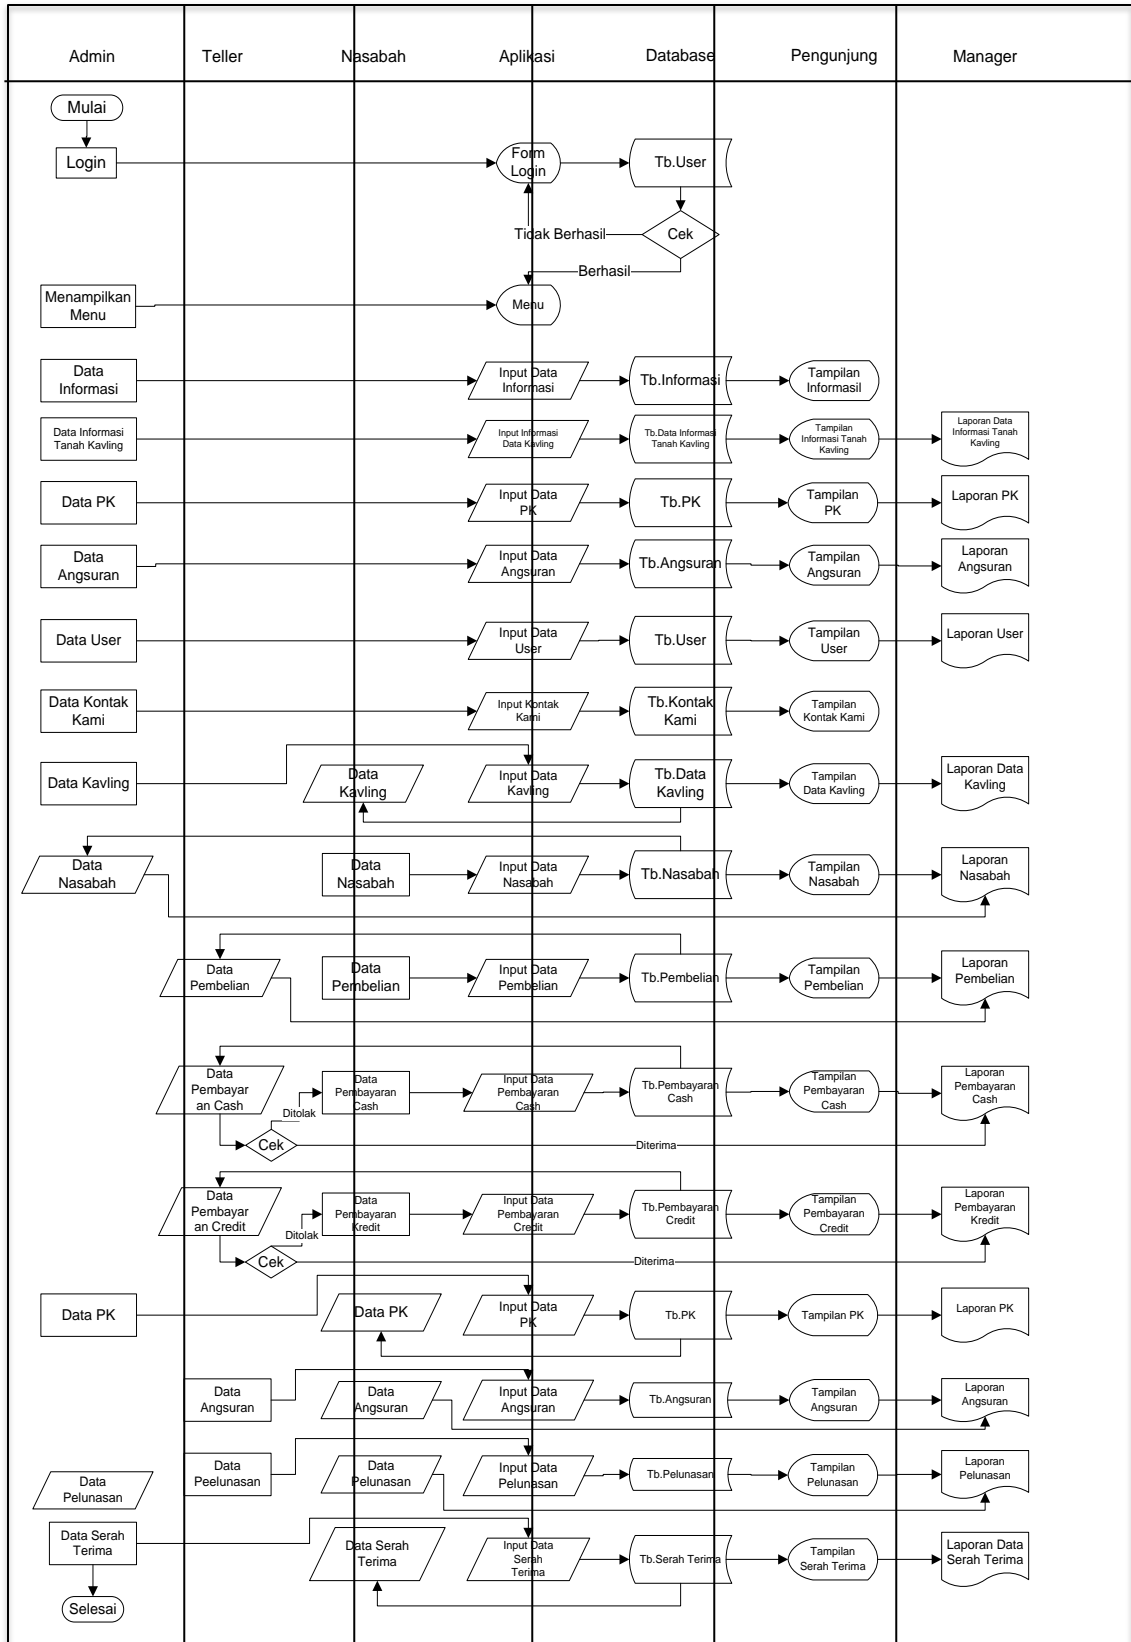 Admin
Teller
Nasabah
Aplikasi
Database
Pengunjung
Manager
Mulai
Login
Form
Login
Tb.User
Tidak Berhasil
Cek
Berhasil
Menampilkan
Menu
Menu
Data
Informasi
Input Data
Informasi
Tb.Informasi
Tampilan
Informasil
Data Informasi
Tanah Kavling
Input Informasi
Data Kavling
Tb.Data Informasi
Tanah Kavling
Tampilan
Informasi Tanah
Kavling
Laporan Data
Informasi Tanah
Kavling
Data PK
Input Data
PK
Tb.PK
Tampilan
PK
Laporan PK
Data
Angsuran
Input Data
Angsuran
Tb.Angsuran
Tampilan
Angsuran
Laporan
Angsuran
Data User
Input Data
User
Tb.User
Tampilan
User
Laporan User
Data Kontak
Kami
Input Kontak
Kami
Tb.Kontak
Kami
Tampilan
Kontak Kami
Data Kavling
Data
Kavling
Input Data
Kavling
Tb.Data
Kavling
Tampilan
Data Kavling
Laporan Data
Kavling
Data
Nasabah
Data
Nasabah
Input Data
Nasabah
Tb.Nasabah
Tampilan
Nasabah
Laporan
Nasabah
Data
Pembelian
Data
Pembelian
Input Data
Pembelian
Tb.Pembelian
Tampilan
Pembelian
Laporan
Pembelian
Data
Pembayar
an Cash
Ditolak
Data
Pembayaran
Cash
Input Data
Pembayaran
Cash
Tb.Pembayaran
Cash
Tampilan
Pembayaran
Cash
Laporan
Pembayaran
Cash
Cek
Diterima
Data
Pembayar
an Credit
Ditolak
Data
Pembayaran
Kredit
Input Data
Pembayaran
Credit
Tb.Pembayaran
Credit
Tampilan
Pembayaran
Credit
Laporan
Pembayaran
Kredit
Cek
Diterima
Data PK
Data PK
Input Data
PK
Tb.PK
Tampilan PK
Laporan PK
Data
Angsuran
Data
Angsuran
Input Data
Angsuran
Tb.Angsuran
Tampilan
Angsuran
Laporan
Angsuran
Data
Pelunasan
Data
Peelunasan
Data
Pelunasan
Input Data
Pelunasan
Tb.Pelunasan
Tampilan
Pelunasan
Laporan
Pelunasan
Data Serah
Terima
Data Serah
Terima
Input Data
Serah
Terima
Tb.Serah Terima
Tampilan
Serah Terima
Laporan Data
Serah Terima
Selesai